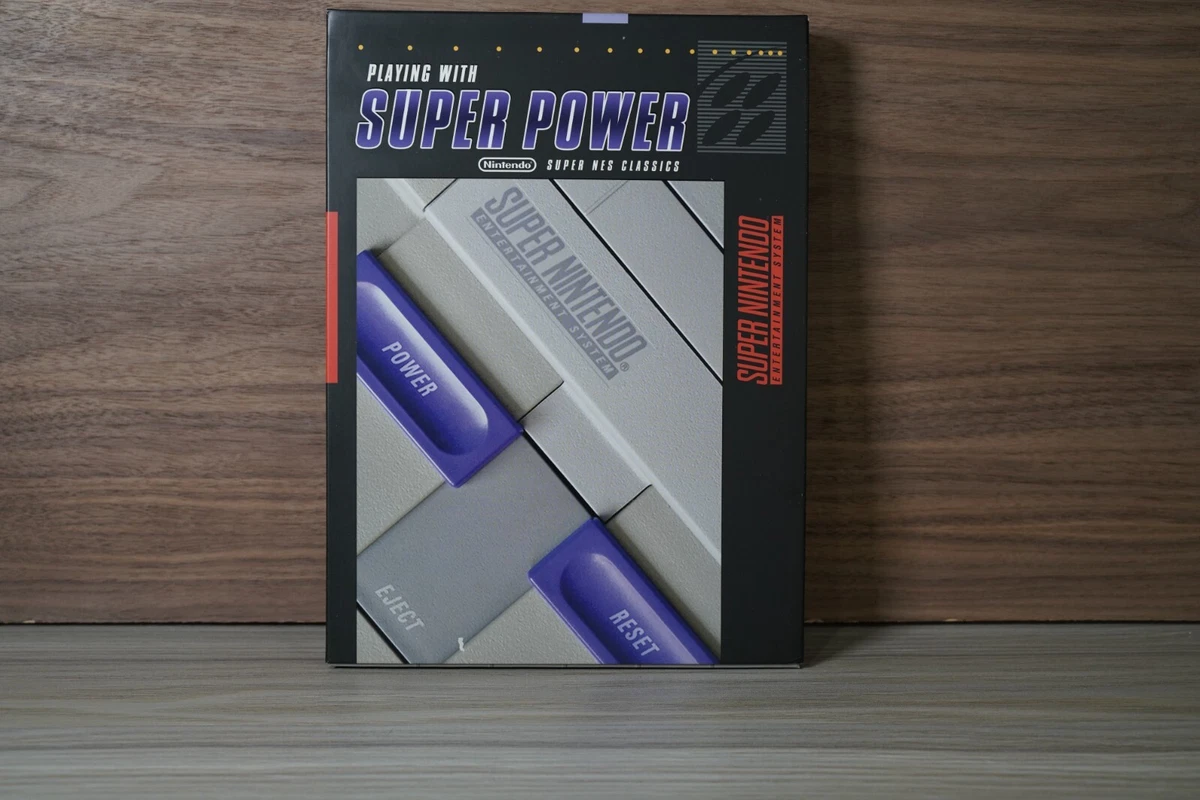 PLAYING WITH
SUPER POWER
Nintendo SUPER NES CLASSICS
SUPER NINTENDO®
ENTERTAINMENT SYSTEM
POWER
EJECT
RESET
SUPER NINTENDO
ENTERTAINMENT SYSTEM